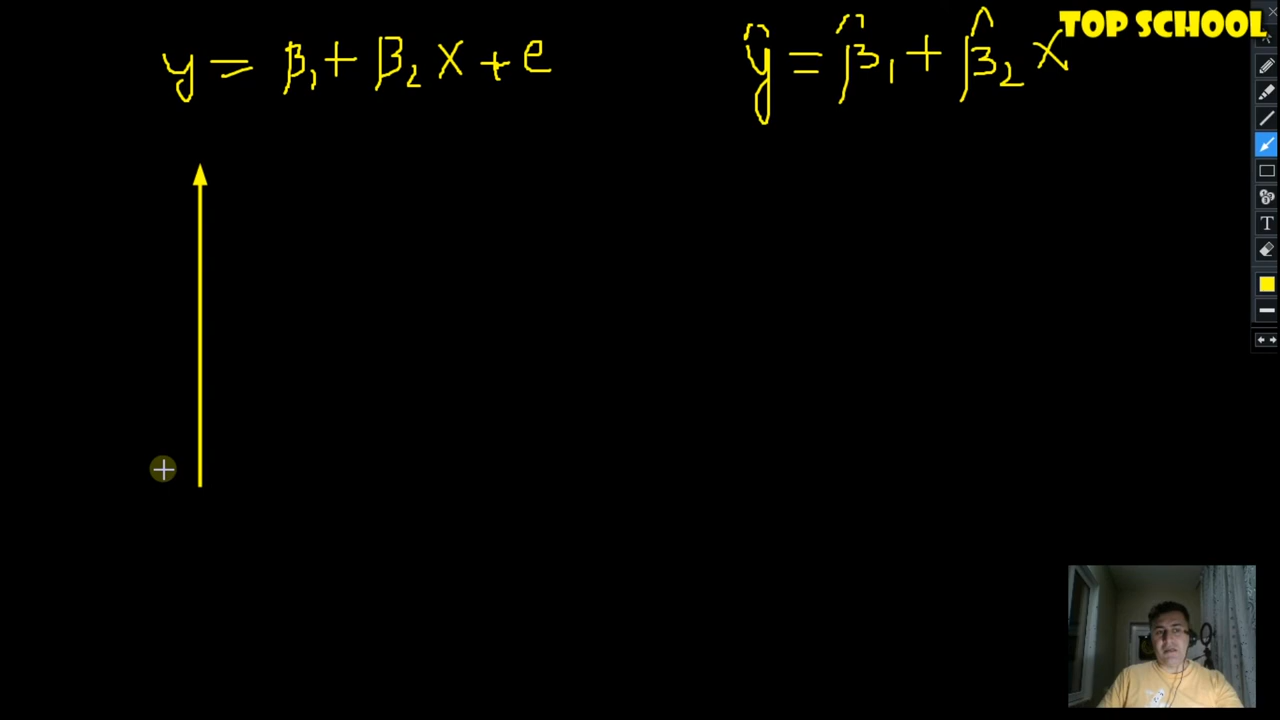 TOP SCHOOL
y = β₁ + β₂ x + e
ŷ = β̂₁ + β̂₂ x
T